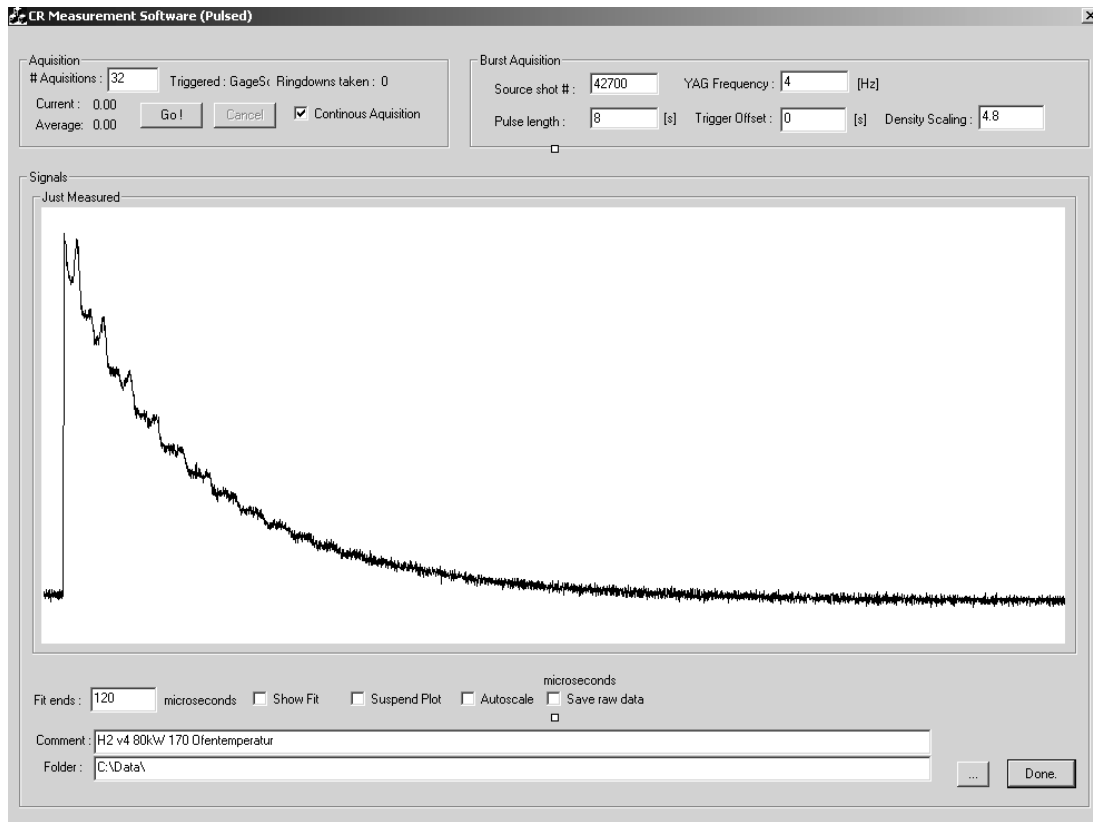 CR Measurement Software (Pulsed)
Aquisition
# Aquisitions : 32 Triggered : GageSc Ringdowns taken : 0
Current : 0.00
Average: 0.00
Go ! Cancel Continous Aquisition
Burst Aquisition
Source shot # : 42700 YAG Frequency : 4 [Hz]
Pulse length : 8 [s] Trigger Offset : 0 [s] Density Scaling : 4.8
Signals
Just Measured
microseconds
Fit ends : 120 microseconds Show Fit Suspend Plot Autoscale Save raw data
Comment : H2 v4 80kW 170 Ofentemperatur
Folder : C:\Data\
... Done.